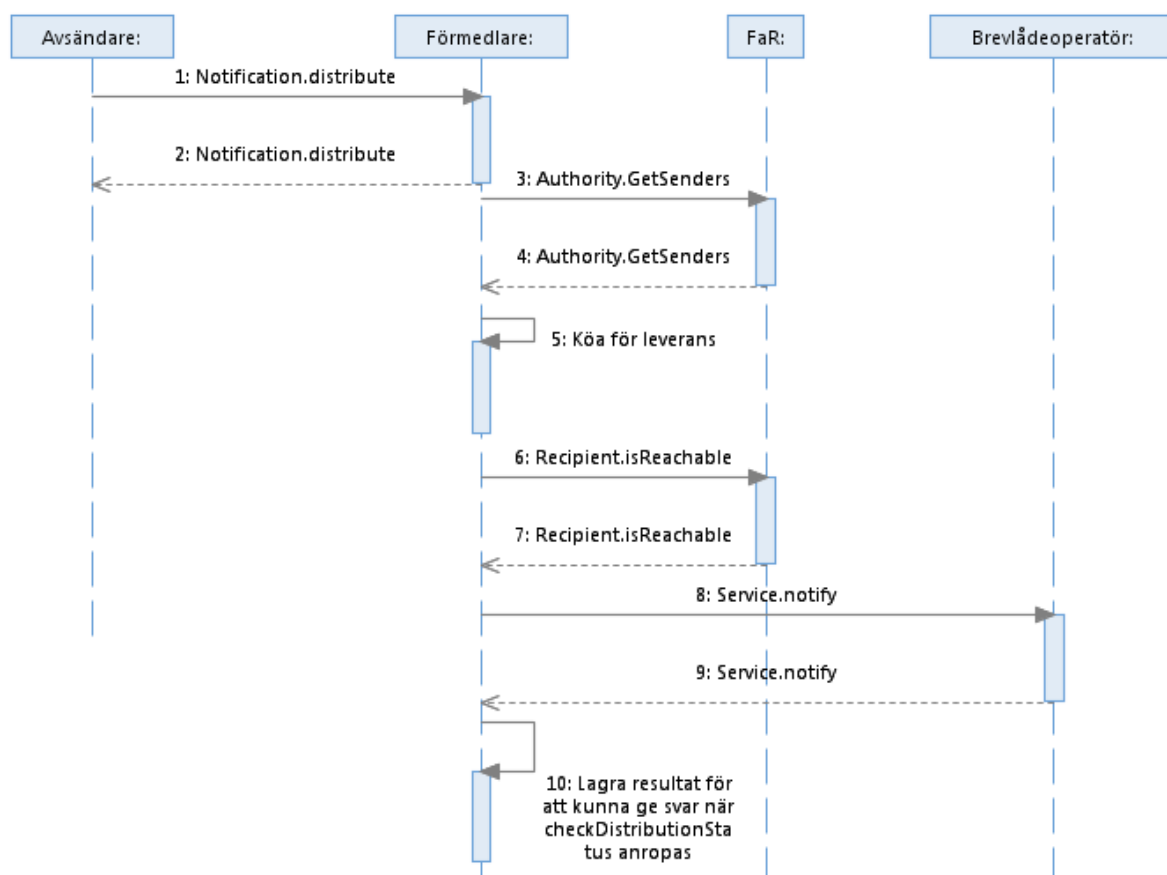 Avsändare:
Förmedlare:
FaR:
Brevlådeoperatör:
1: Notification.distribute
2: Notification.distribute
3: Authority.GetSenders
4: Authority.GetSenders
5: Köa för leverans
6: Recipient.isReachable
7: Recipient.isReachable
8: Service.notify
9: Service.notify
10: Lagra resultat för
att kunna ge svar när
checkDistributionSta
tus anropas